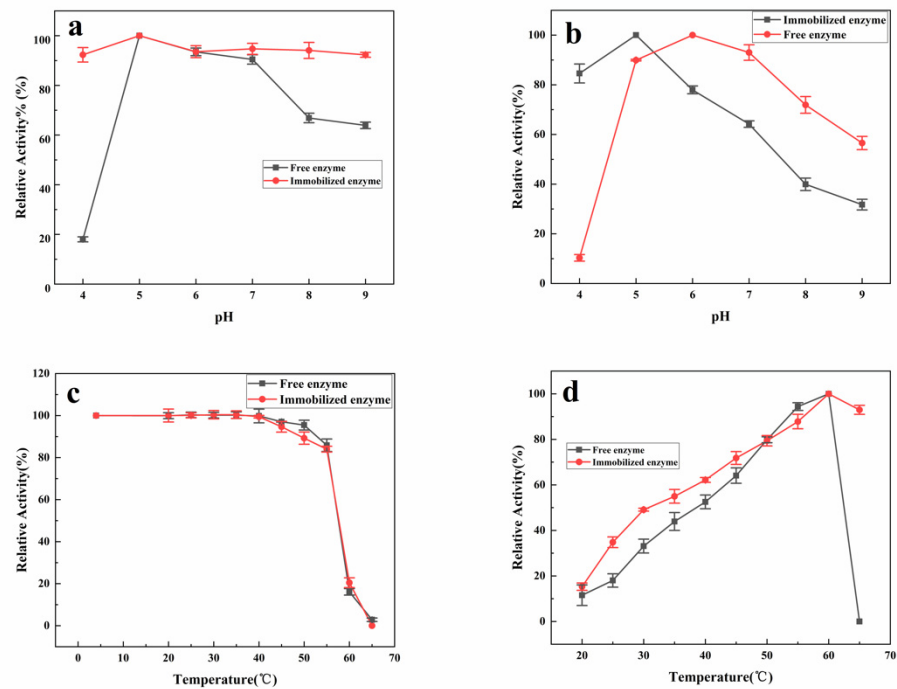 a
Relative Activity% (%)
100
80
60
40
20
0
Free enzyme
Immobilized enzyme
4 5 6 7 8 9
pH
b
Relative Activity(%)
100
80
60
40
20
0
Immobilized enzyme
Free enzyme
4 5 6 7 8 9
pH
c
Relative Activity(%)
120
100
80
60
40
20
0
Free enzyme
Immobilized enzyme
0 10 20 30 40 50 60 70
Temperature(℃)
d
Relative Activity(%)
100
80
60
40
20
0
Free enzyme
Immobilized enzyme
20 30 40 50 60 70
Temperature(℃)